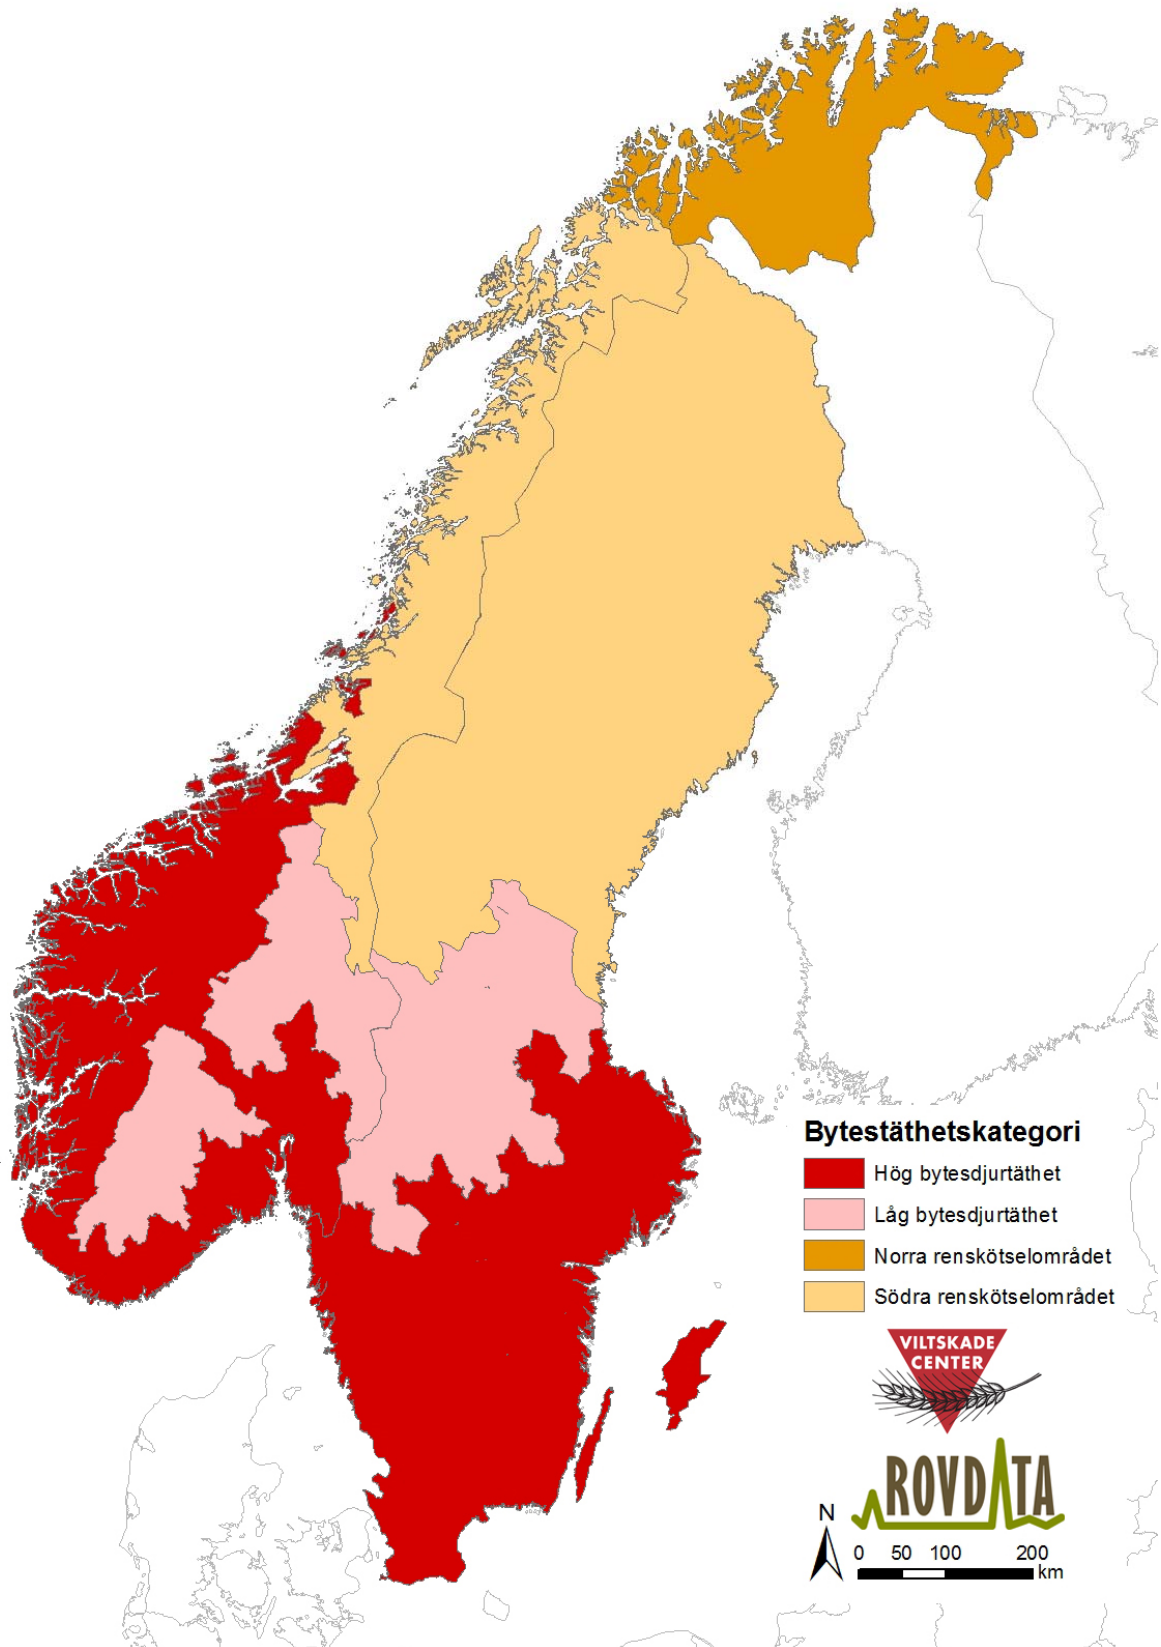 Bytestäthetskategori
Hög bytesdjurtäthet
Låg bytesdjurtäthet
Norra renskötselområdet
Södra renskötselområdet
VILTSKADE
CENTER
ROVDATA
N
0 50 100 200
km